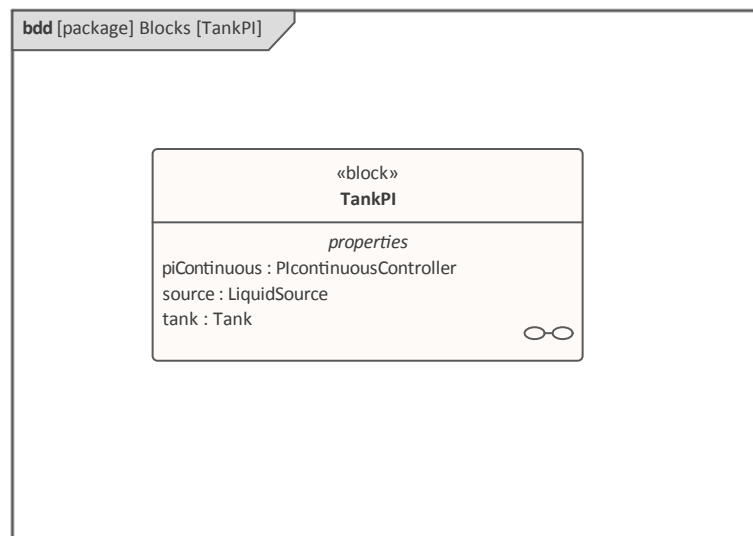 bdd [package] Blocks [TankPI]
«block»
TankPI
properties
piContinuous : PIcontinuousController
source : LiquidSource
tank : Tank